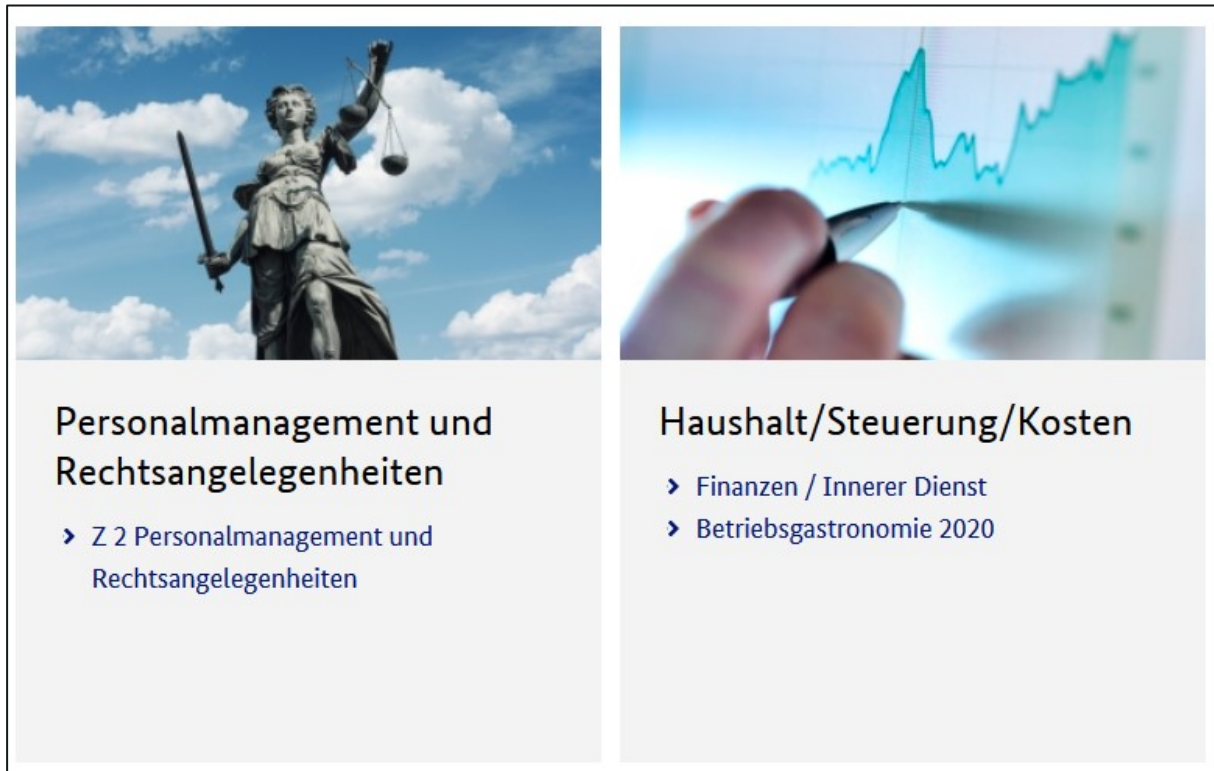 Personalmanagement und
Rechtsangelegenheiten
Z 2 Personalmanagement und
Rechtsangelegenheiten
Haushalt/Steuerung/Kosten
Finanzen / Innerer Dienst
Betriebsgastronomie 2020